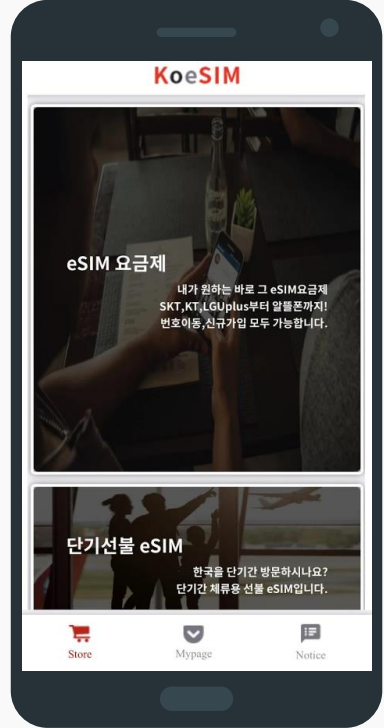 KoeSIM
eSIM 요금제
내가 원하는 바로 그 eSIM요금제
SKT,KT,LGUplus부터 알뜰폰까지!
번호이동,신규가입 모두 가능합니다.
단기선불 eSIM
한국을 단기간 방문하시나요?
단기간 체류용 선불 eSIM입니다.
Store
Mypage
Notice